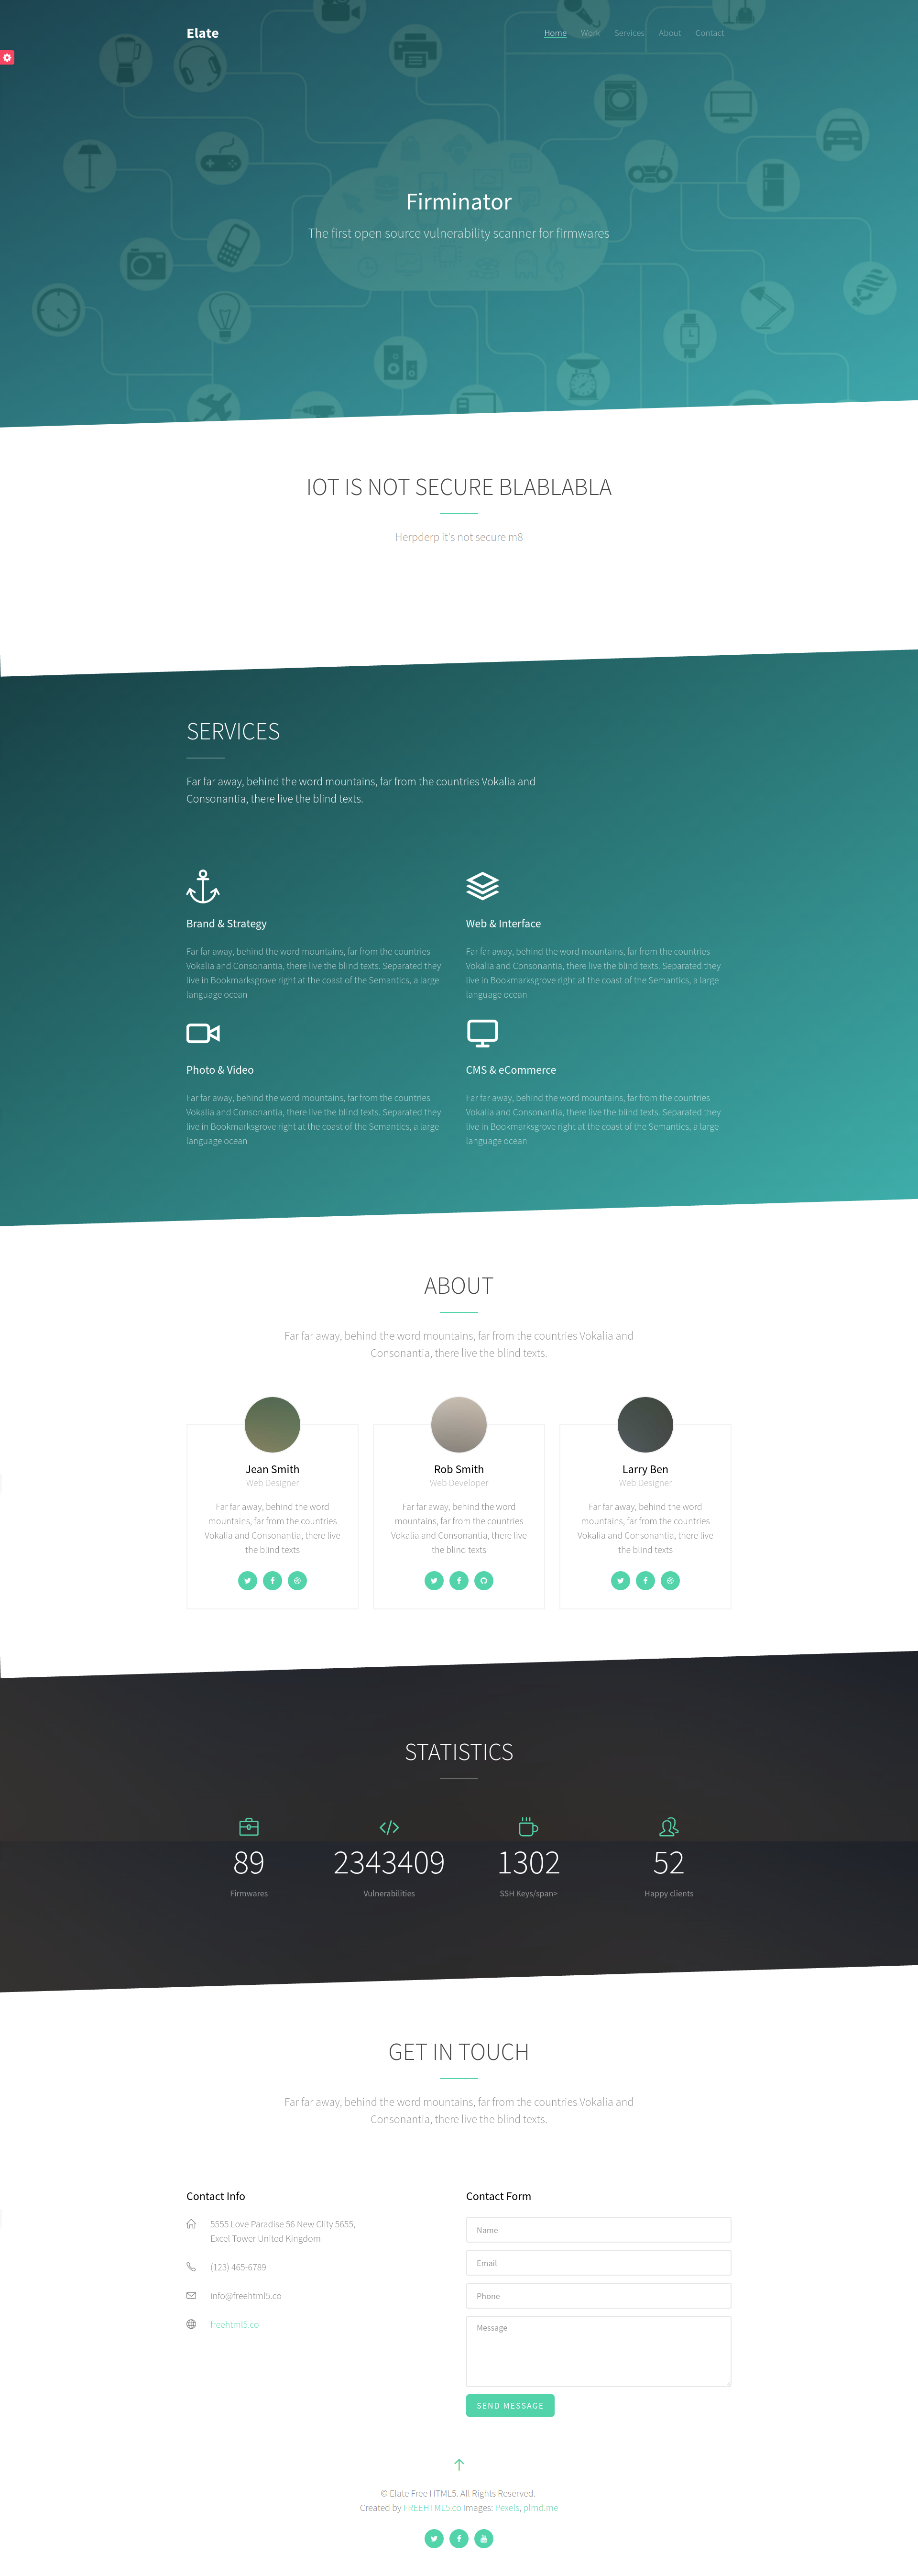 Elate
Home Work Services About Contact
Firminator
The first open source vulnerability scanner for firmwares
IOT IS NOT SECURE BLABLABLA
Herpderp it's not secure m8
SERVICES
Far far away, behind the word mountains, far from the countries Vokalia and
Consonantia, there live the blind texts.
Brand & Strategy
Far far away, behind the word mountains, far from the countries
Vokalia and Consonantia, there live the blind texts. Separated they
live in Bookmarksgrove right at the coast of the Semantics, a large
language ocean
Web & Interface
Far far away, behind the word mountains, far from the countries
Vokalia and Consonantia, there live the blind texts. Separated they
live in Bookmarksgrove right at the coast of the Semantics, a large
language ocean
Photo & Video
Far far away, behind the word mountains, far from the countries
Vokalia and Consonantia, there live the blind texts. Separated they
live in Bookmarksgrove right at the coast of the Semantics, a large
language ocean
CMS & eCommerce
Far far away, behind the word mountains, far from the countries
Vokalia and Consonantia, there live the blind texts. Separated they
live in Bookmarksgrove right at the coast of the Semantics, a large
language ocean
ABOUT
Far far away, behind the word mountains, far from the countries Vokalia and
Consonantia, there live the blind texts.
Jean Smith
Web Designer
Far far away, behind the word
mountains, far from the countries
Vokalia and Consonantia, there live
the blind texts
Rob Smith
Web Developer
Far far away, behind the word
mountains, far from the countries
Vokalia and Consonantia, there live
the blind texts
Larry Ben
Web Designer
Far far away, behind the word
mountains, far from the countries
Vokalia and Consonantia, there live
the blind texts
STATISTICS
89
Firmwares
2343409
Vulnerabilities
1302
SSH Keys/span>
52
Happy clients
GET IN TOUCH
Far far away, behind the word mountains, far from the countries Vokalia and
Consonantia, there live the blind texts.
Contact Info
5555 Love Paradise 56 New Clity 5655,
Excel Tower United Kingdom
(123) 465-6789
info@freehtml5.co
freehtml5.co
Contact Form
Name
Email
Phone
Message
SEND MESSAGE
© Elate Free HTML5. All Rights Reserved.
Created by FREEHTML5.co Images: Pexels, plmd.me